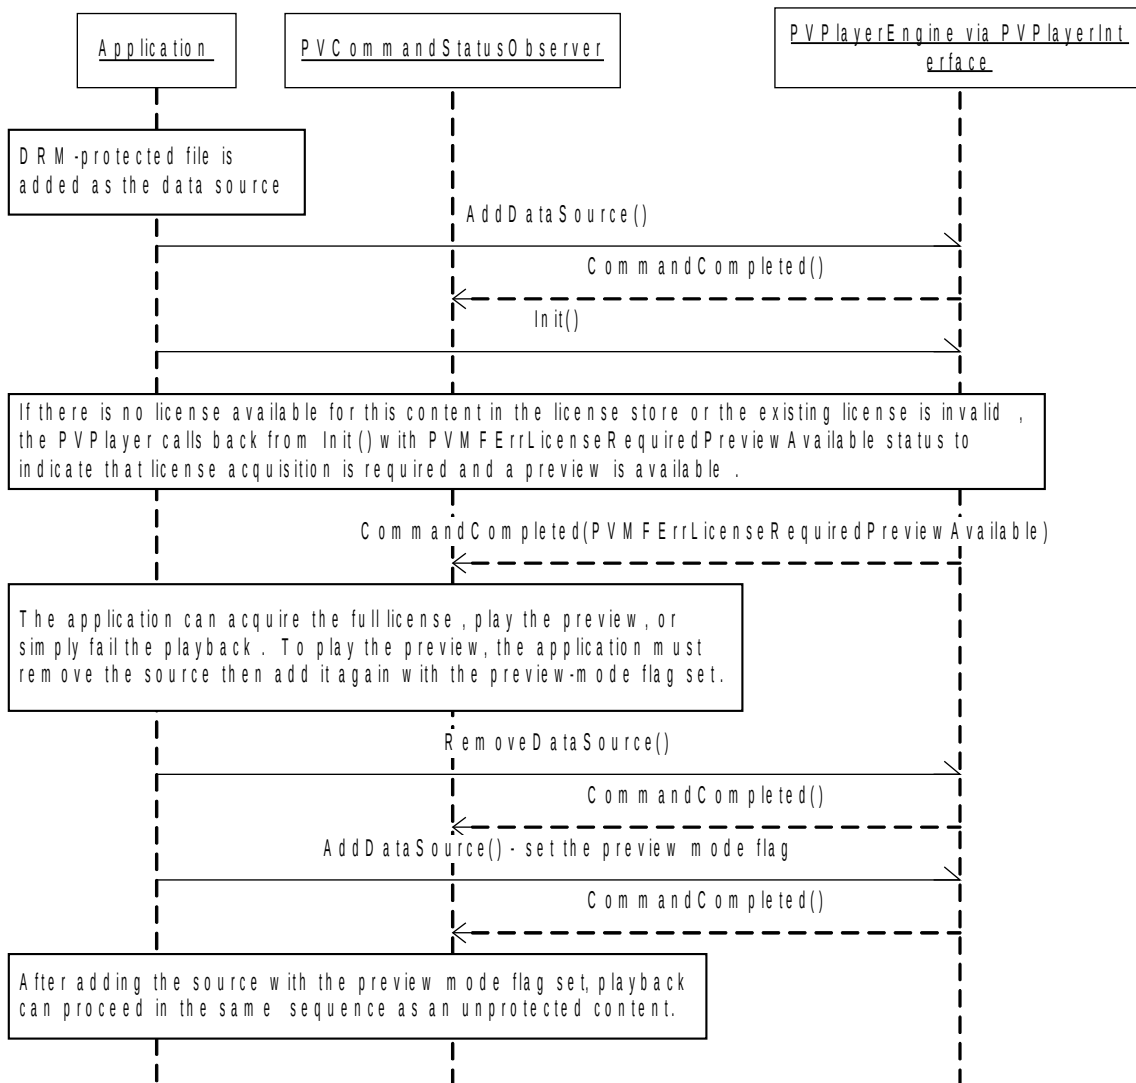 Application
PVCommandStatusObserver
PVPlayerEngine via PVPlayerInt
erface
DRM-protected file is
added as the data source
AddDataSource()
CommandCompleted()
Init()
If there is no license available for this content in the license store or the existing license is invalid ,
the PVPlayer calls back from Init() with PVMFErrLicenseRequiredPreviewAvailable status to
indicate that license acquisition is required and a preview is available .
CommandCompleted(PVMFErrLicenseRequiredPreviewAvailable)
The application can acquire the full license , play the preview, or
simply fail the playback . To play the preview, the application must
remove the source then add it again with the preview-mode flag set.
RemoveDataSource()
CommandCompleted()
AddDataSource() - set the preview mode flag
CommandCompleted()
After adding the source with the preview mode flag set, playback
can proceed in the same sequence as an unprotected content.